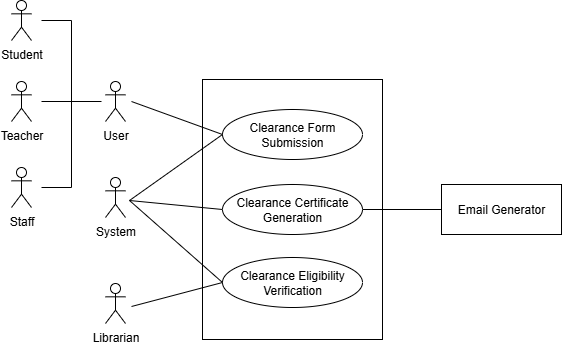 Student
Teacher
Staff
User
System
Librarian
Clearance Form
Submission
Clearance Certificate
Generation
Clearance Eligibility
Verification
Email Generator